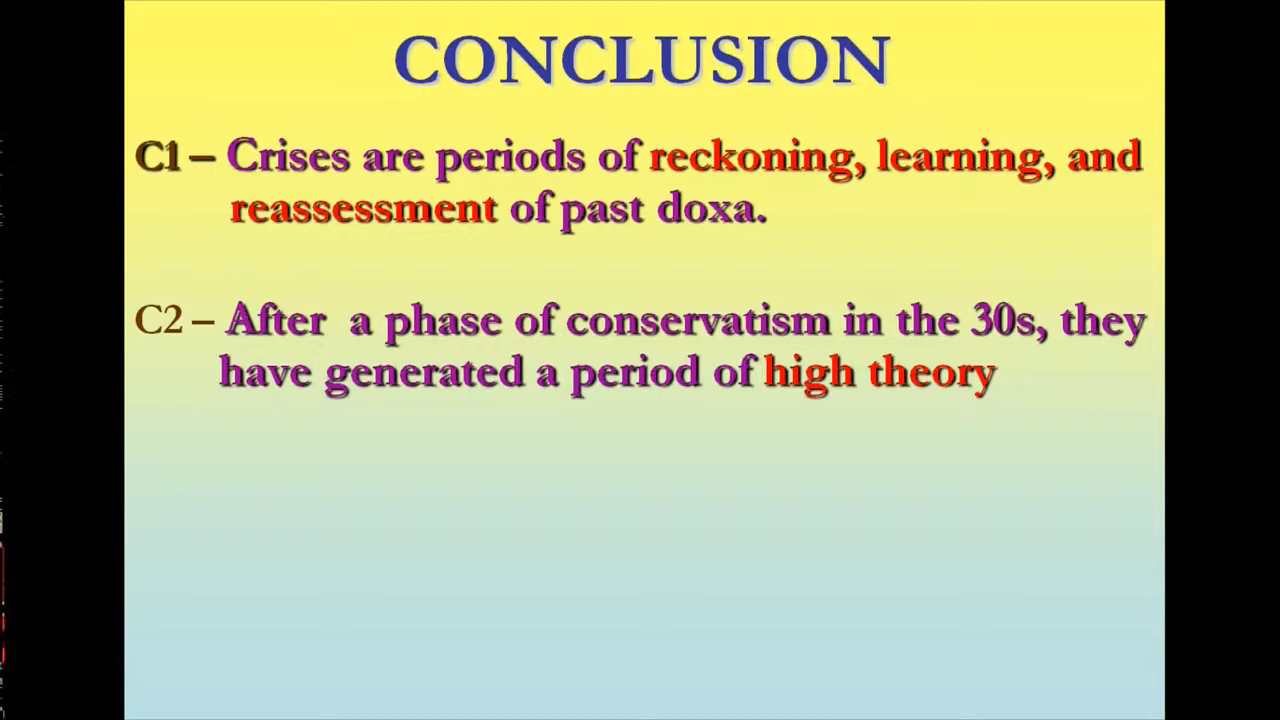 CONCLUSION
C1 – Crises are periods of reckoning, learning, and
reassessment of past doxa.
C2 – After a phase of conservatism in the 30s, they
have generated a period of high theory